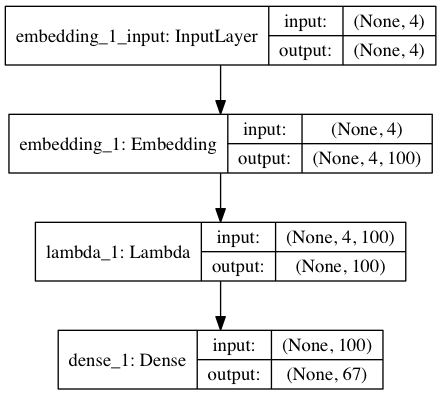 embedding_1_input: InputLayer
input: (None, 4)
output: (None, 4)
embedding_1: Embedding
input: (None, 4)
output: (None, 4, 100)
lambda_1: Lambda
input: (None, 4, 100)
output: (None, 100)
dense_1: Dense
input: (None, 100)
output: (None, 67)